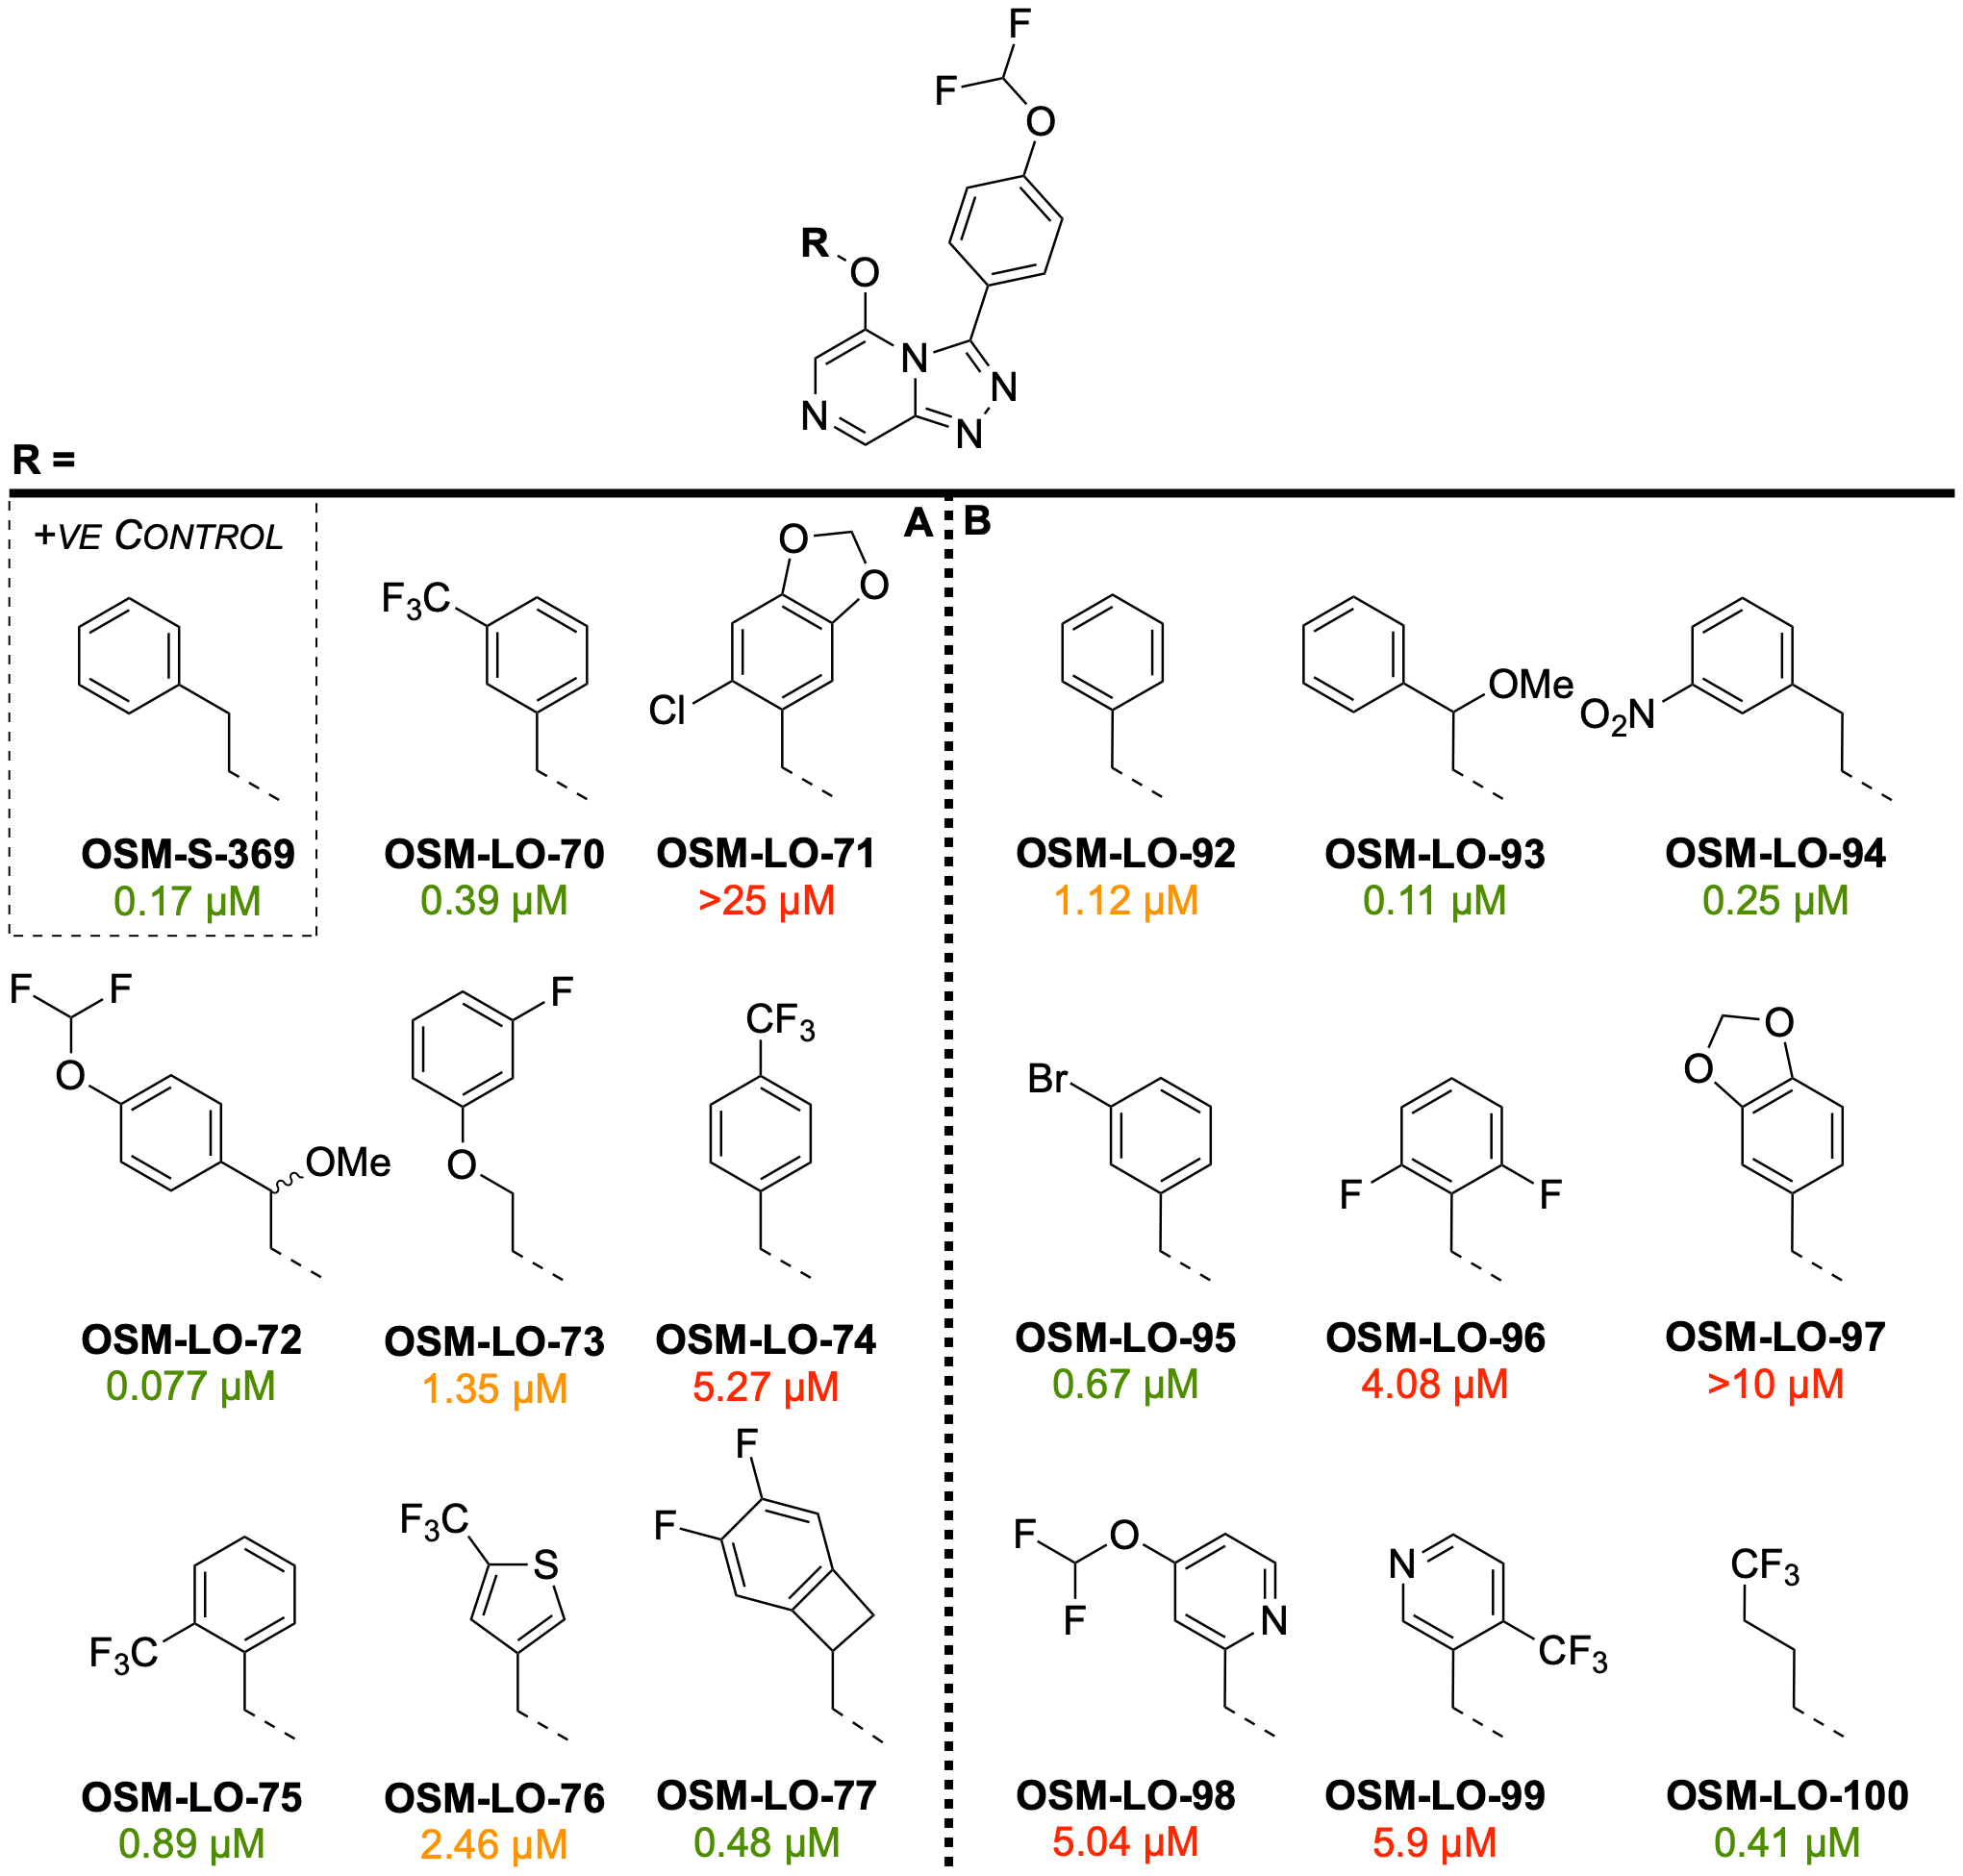 F
F
O
R
O
N
N
N
N
R =
+VE CONTROL
A
B
F3C
O
O
Cl
OMe
O2N
OSM-S-369
OSM-LO-70
OSM-LO-71
OSM-LO-92
OSM-LO-93
OSM-LO-94
0.17 µM
0.39 µM
>25 µM
1.12 µM
0.11 µM
0.25 µM
F
F
O
OMe
F
O
CF3
Br
F
F
O
O
OSM-LO-72
OSM-LO-73
OSM-LO-74
OSM-LO-95
OSM-LO-96
OSM-LO-97
0.077 µM
1.35 µM
5.27 µM
0.67 µM
4.08 µM
>10 µM
F3C
F3C
S
F
F
F
O
F
N
N
CF3
CF3
OSM-LO-75
OSM-LO-76
OSM-LO-77
OSM-LO-98
OSM-LO-99
OSM-LO-100
0.89 µM
2.46 µM
0.48 µM
5.04 µM
5.9 µM
0.41 µM